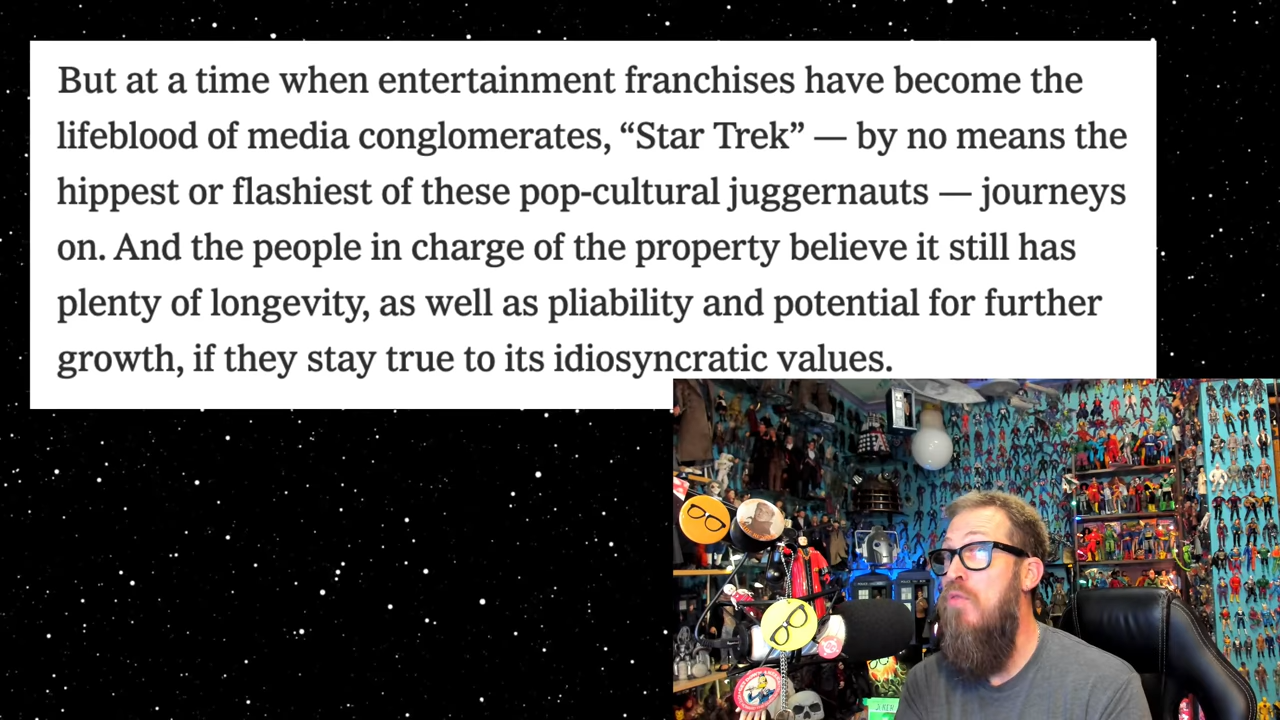 But at a time when entertainment franchises have become the
lifeblood of media conglomerates, “Star Trek” — by no means the
hippest or flashiest of these pop-cultural juggernauts — journeys
on. And the people in charge of the property believe it still has
plenty of longevity, as well as pliability and potential for further
growth, if they stay true to its idiosyncratic values.